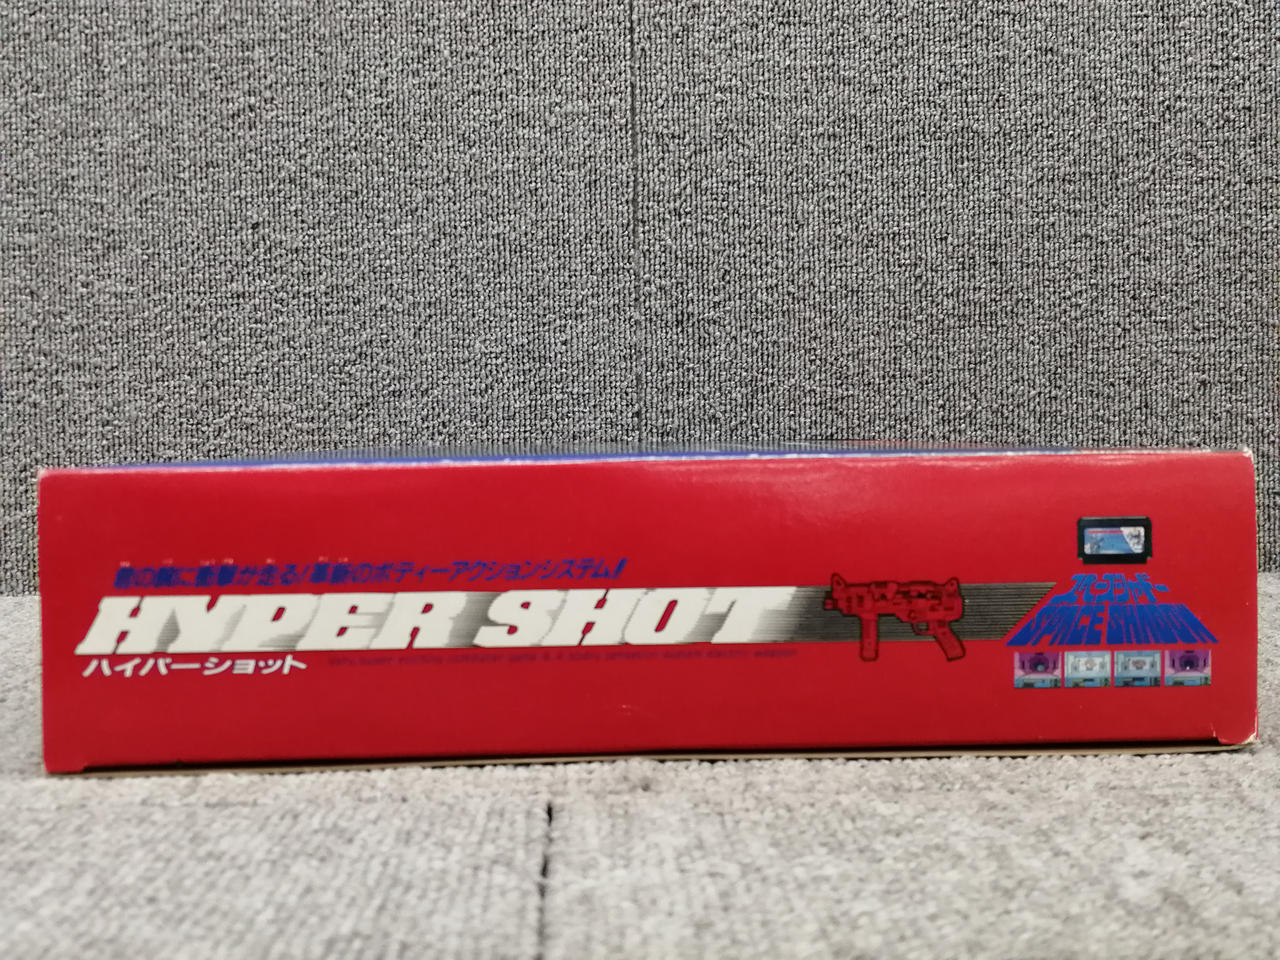 君の腕に衝撃が走る!革新のボディーアクションシステム!!
HYPER SHOT
ハイパーショット
スペースシャドー
SPACE SHADOW